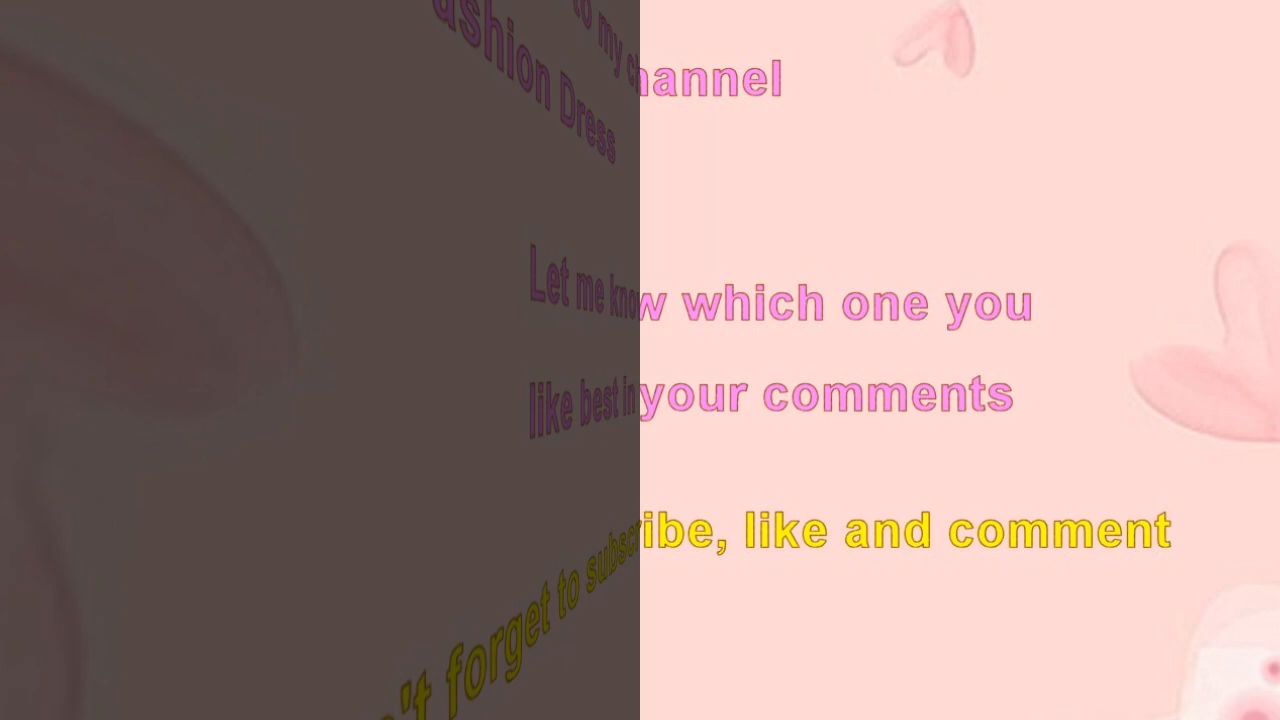 to my channel
ashion Dress
Let me know which one you
like best in your comments
't forget to subscribe, like and comment